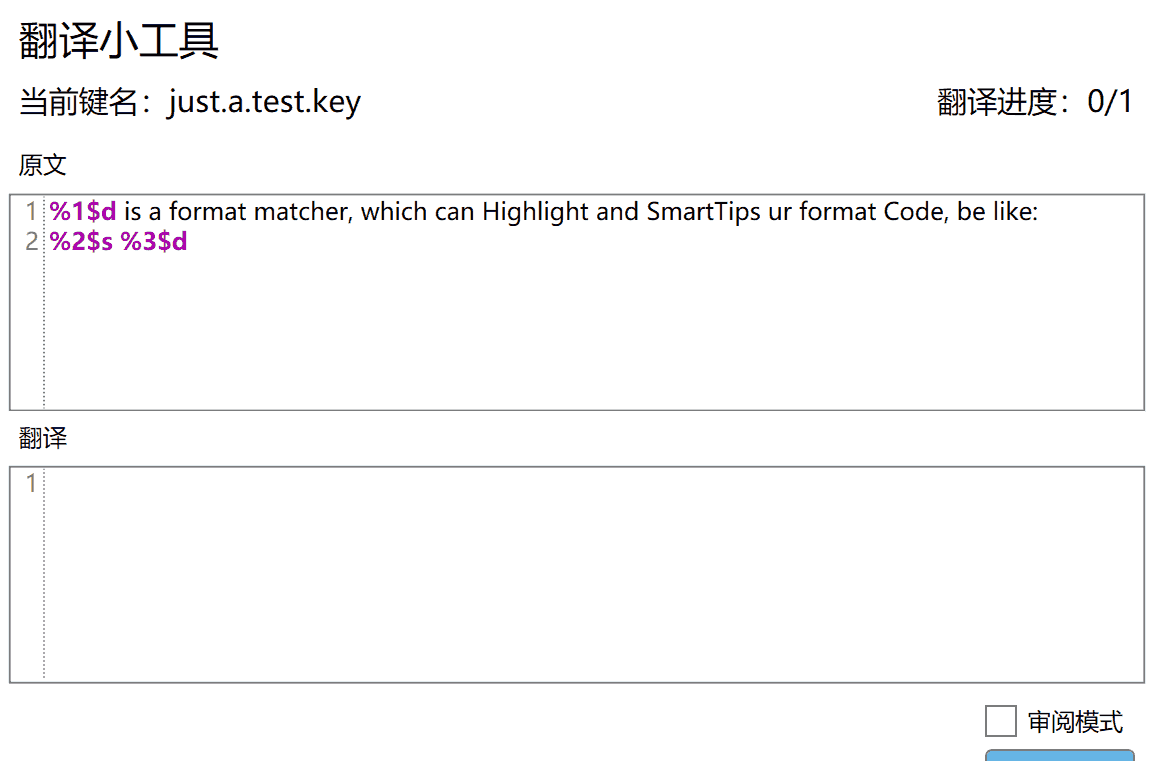 翻译小工具
当前键名：just.a.test.key
翻译进度：0/1
原文
1 %1$d is a format matcher, which can Highlight and SmartTips ur format Code, be like:
2 %2$s %3$d
翻译
1
审阅模式